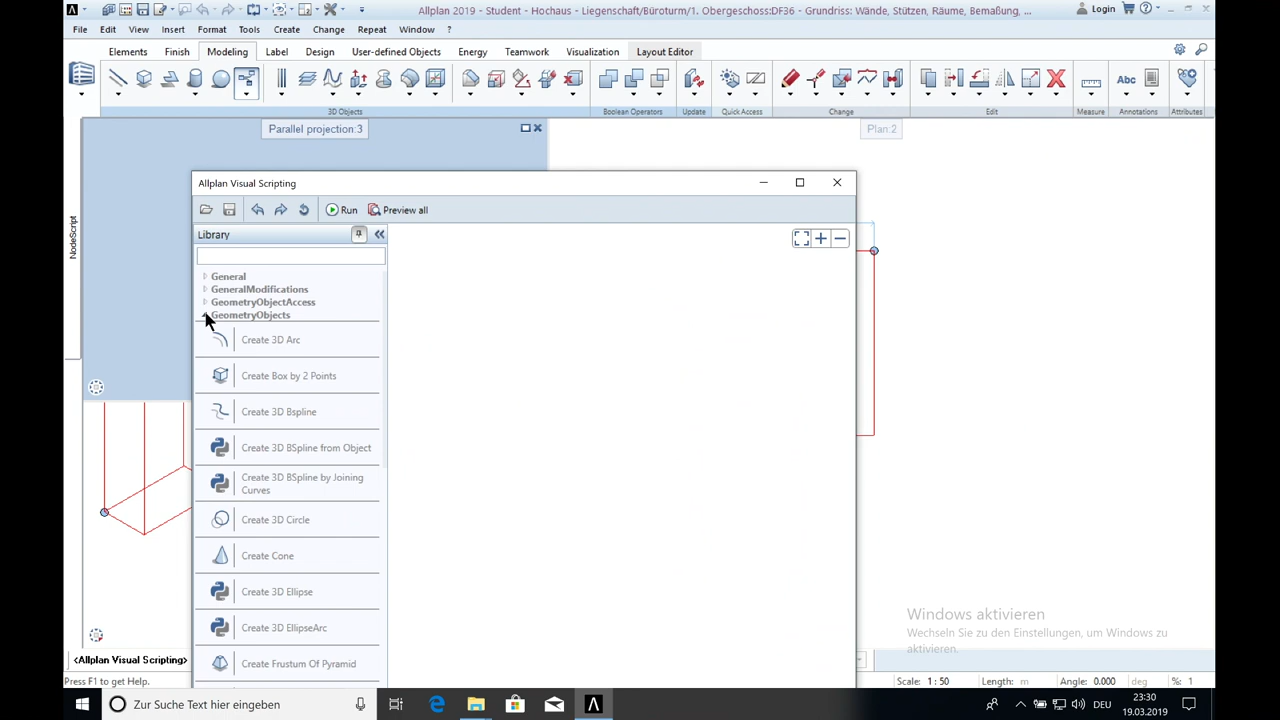 Allplan 2019 - Student - Hochaus - Liegenschaft/Büroturm/1. Obergeschoss:DF36 - Grundriss: Wände, Stützen, Räume, Bemaßung, ...
Login
File Edit View Insert Format Tools Create Change Repeat Window ?
Elements Finish Modeling Label Design User-defined Objects Energy Teamwork Visualization Layout Editor
Abc
3D Objects Boolean Operators Update Quick Access Change Edit Measure Annotations Attributes
Parallel projection:3
Plan:2
Allplan Visual Scripting
Run Preview all
NodeScript
Library
General
GeneralModifications
GeometryObjectAccess
GeometryObjects
Create 3D Arc
Create Box by 2 Points
Create 3D Bspline
Create 3D BSpline from Object
Create 3D BSpline by Joining
Curves
Create 3D Circle
Create Cone
Create 3D Ellipse
Create 3D EllipseArc
Create Frustum Of Pyramid
Windows aktivieren
Wechseln Sie zu den Einstellungen, um Windows zu
aktivieren.
<Allplan Visual Scripting>
Press F1 to get Help.
Scale: 1 : 50 Length: m Angle: 0.000 deg %: 1
Zur Suche Text hier eingeben
DEU
23:30
19.03.2019